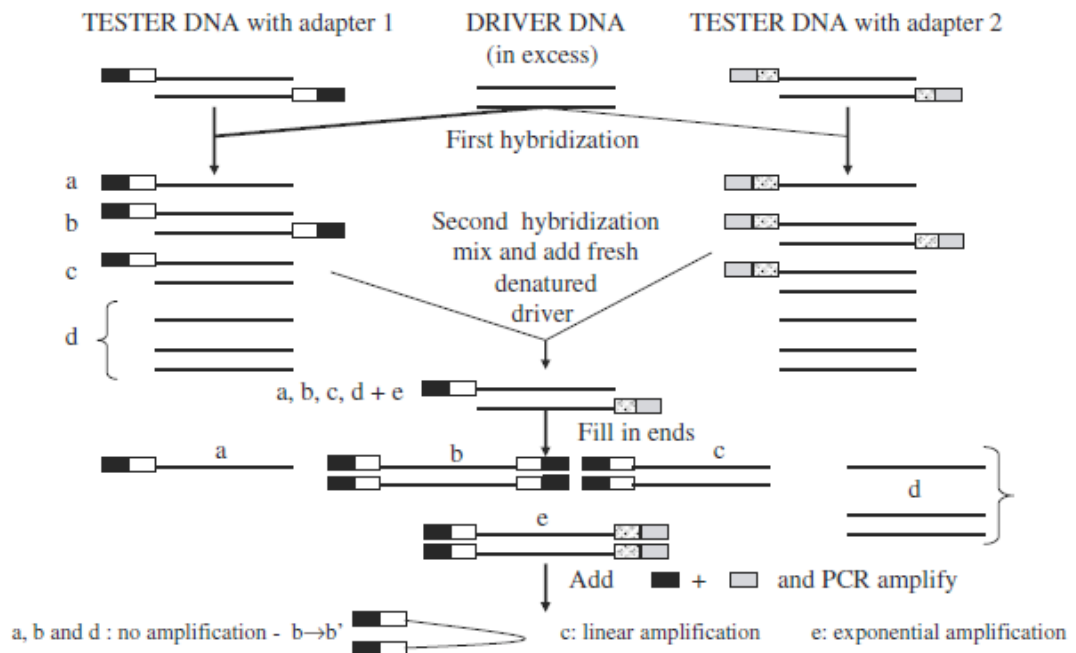 TESTER DNA with adapter 1
DRIVER DNA
(in excess)
TESTER DNA with adapter 2
First hybridization
a
b
c
d
Second hybridization
mix and add fresh
denatured
driver
a, b, c, d + e
Fill in ends
a
b
c
d
e
Add + and PCR amplify
a, b and d : no amplification - b→b’
c: linear amplification
e: exponential amplification